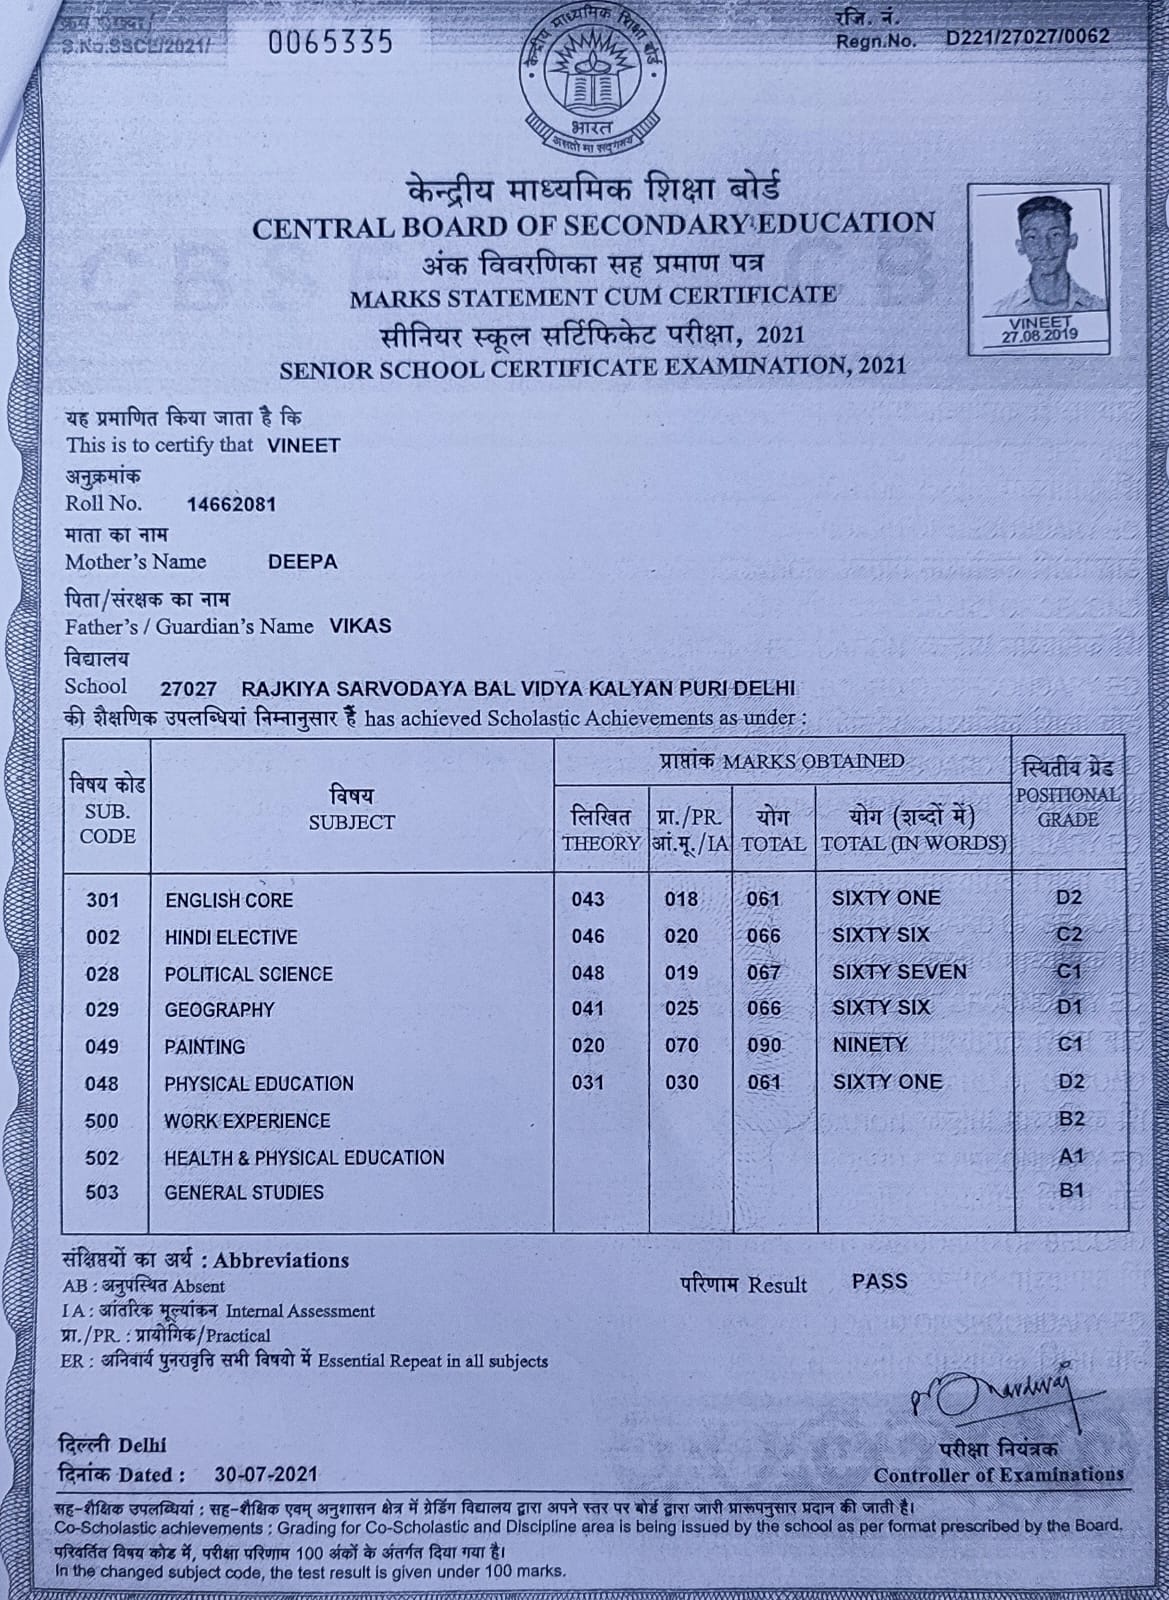 क्रम संख्या/
S.No.SSCE/2021/ 0065335
रजि. नं.
Regn.No. D221/27027/0062
केन्द्रीय माध्यमिक शिक्षा बोर्ड
भारत
असतो मा सद्गमय
केन्द्रीय माध्यमिक शिक्षा बोर्ड
CENTRAL BOARD OF SECONDARY EDUCATION
अंक विवरणिका सह प्रमाण पत्र
MARKS STATEMENT CUM CERTIFICATE
सीनियर स्कूल सर्टिफिकेट परीक्षा, 2021
SENIOR SCHOOL CERTIFICATE EXAMINATION, 2021
VINEET
27.08.2019
यह प्रमाणित किया जाता है कि
This is to certify that VINEET
अनुक्रमांक
Roll No. 14662081
माता का नाम
Mother's Name DEEPA
पिता/संरक्षक का नाम
Father's / Guardian's Name VIKAS
विद्यालय
School 27027 RAJKIYA SARVODAYA BAL VIDYA KALYAN PURI DELHI
की शैक्षणिक उपलब्धियां निम्नानुसार हैं has achieved Scholastic Achievements as under :
विषय कोड SUB. CODE विषय SUBJECT प्राप्तांक MARKS OBTAINED स्थितीय ग्रेड POSITIONAL GRADE
लिखित THEORY प्रा./PR. आं.मू./IA योग TOTAL योग (शब्दों में) TOTAL (IN WORDS)
301 ENGLISH CORE 043 018 061 SIXTY ONE D2
002 HINDI ELECTIVE 046 020 066 SIXTY SIX C2
028 POLITICAL SCIENCE 048 019 067 SIXTY SEVEN C1
029 GEOGRAPHY 041 025 066 SIXTY SIX D1
049 PAINTING 020 070 090 NINETY C1
048 PHYSICAL EDUCATION 031 030 061 SIXTY ONE D2
500 WORK EXPERIENCE B2
502 HEALTH & PHYSICAL EDUCATION A1
503 GENERAL STUDIES B1
संक्षिप्तियों का अर्थ : Abbreviations
AB : अनुपस्थित Absent
परिणाम Result PASS
I A : आंतरिक मूल्यांकन Internal Assessment
प्रा./PR. : प्रायोगिक/Practical
ER : अनिवार्य पुनरावृत्ति सभी विषयो में Essential Repeat in all subjects
दिल्ली Delhi
दिनांक Dated : 30-07-2021
परीक्षा नियंत्रक
Controller of Examinations
सह-शैक्षिक उपलब्धियां : सह-शैक्षिक एवम् अनुशासन क्षेत्र में ग्रेडिंग विद्यालय द्वारा अपने स्तर पर बोर्ड द्वारा जारी प्रारूपनुसार प्रदान की जाती है।
Co-Scholastic achievements : Grading for Co-Scholastic and Discipline area is being issued by the school as per format prescribed by the Board.
परिवर्तित विषय कोड में, परीक्षा परिणाम 100 अंकों के अंतर्गत दिया गया है।
In the changed subject code, the test result is given under 100 marks.